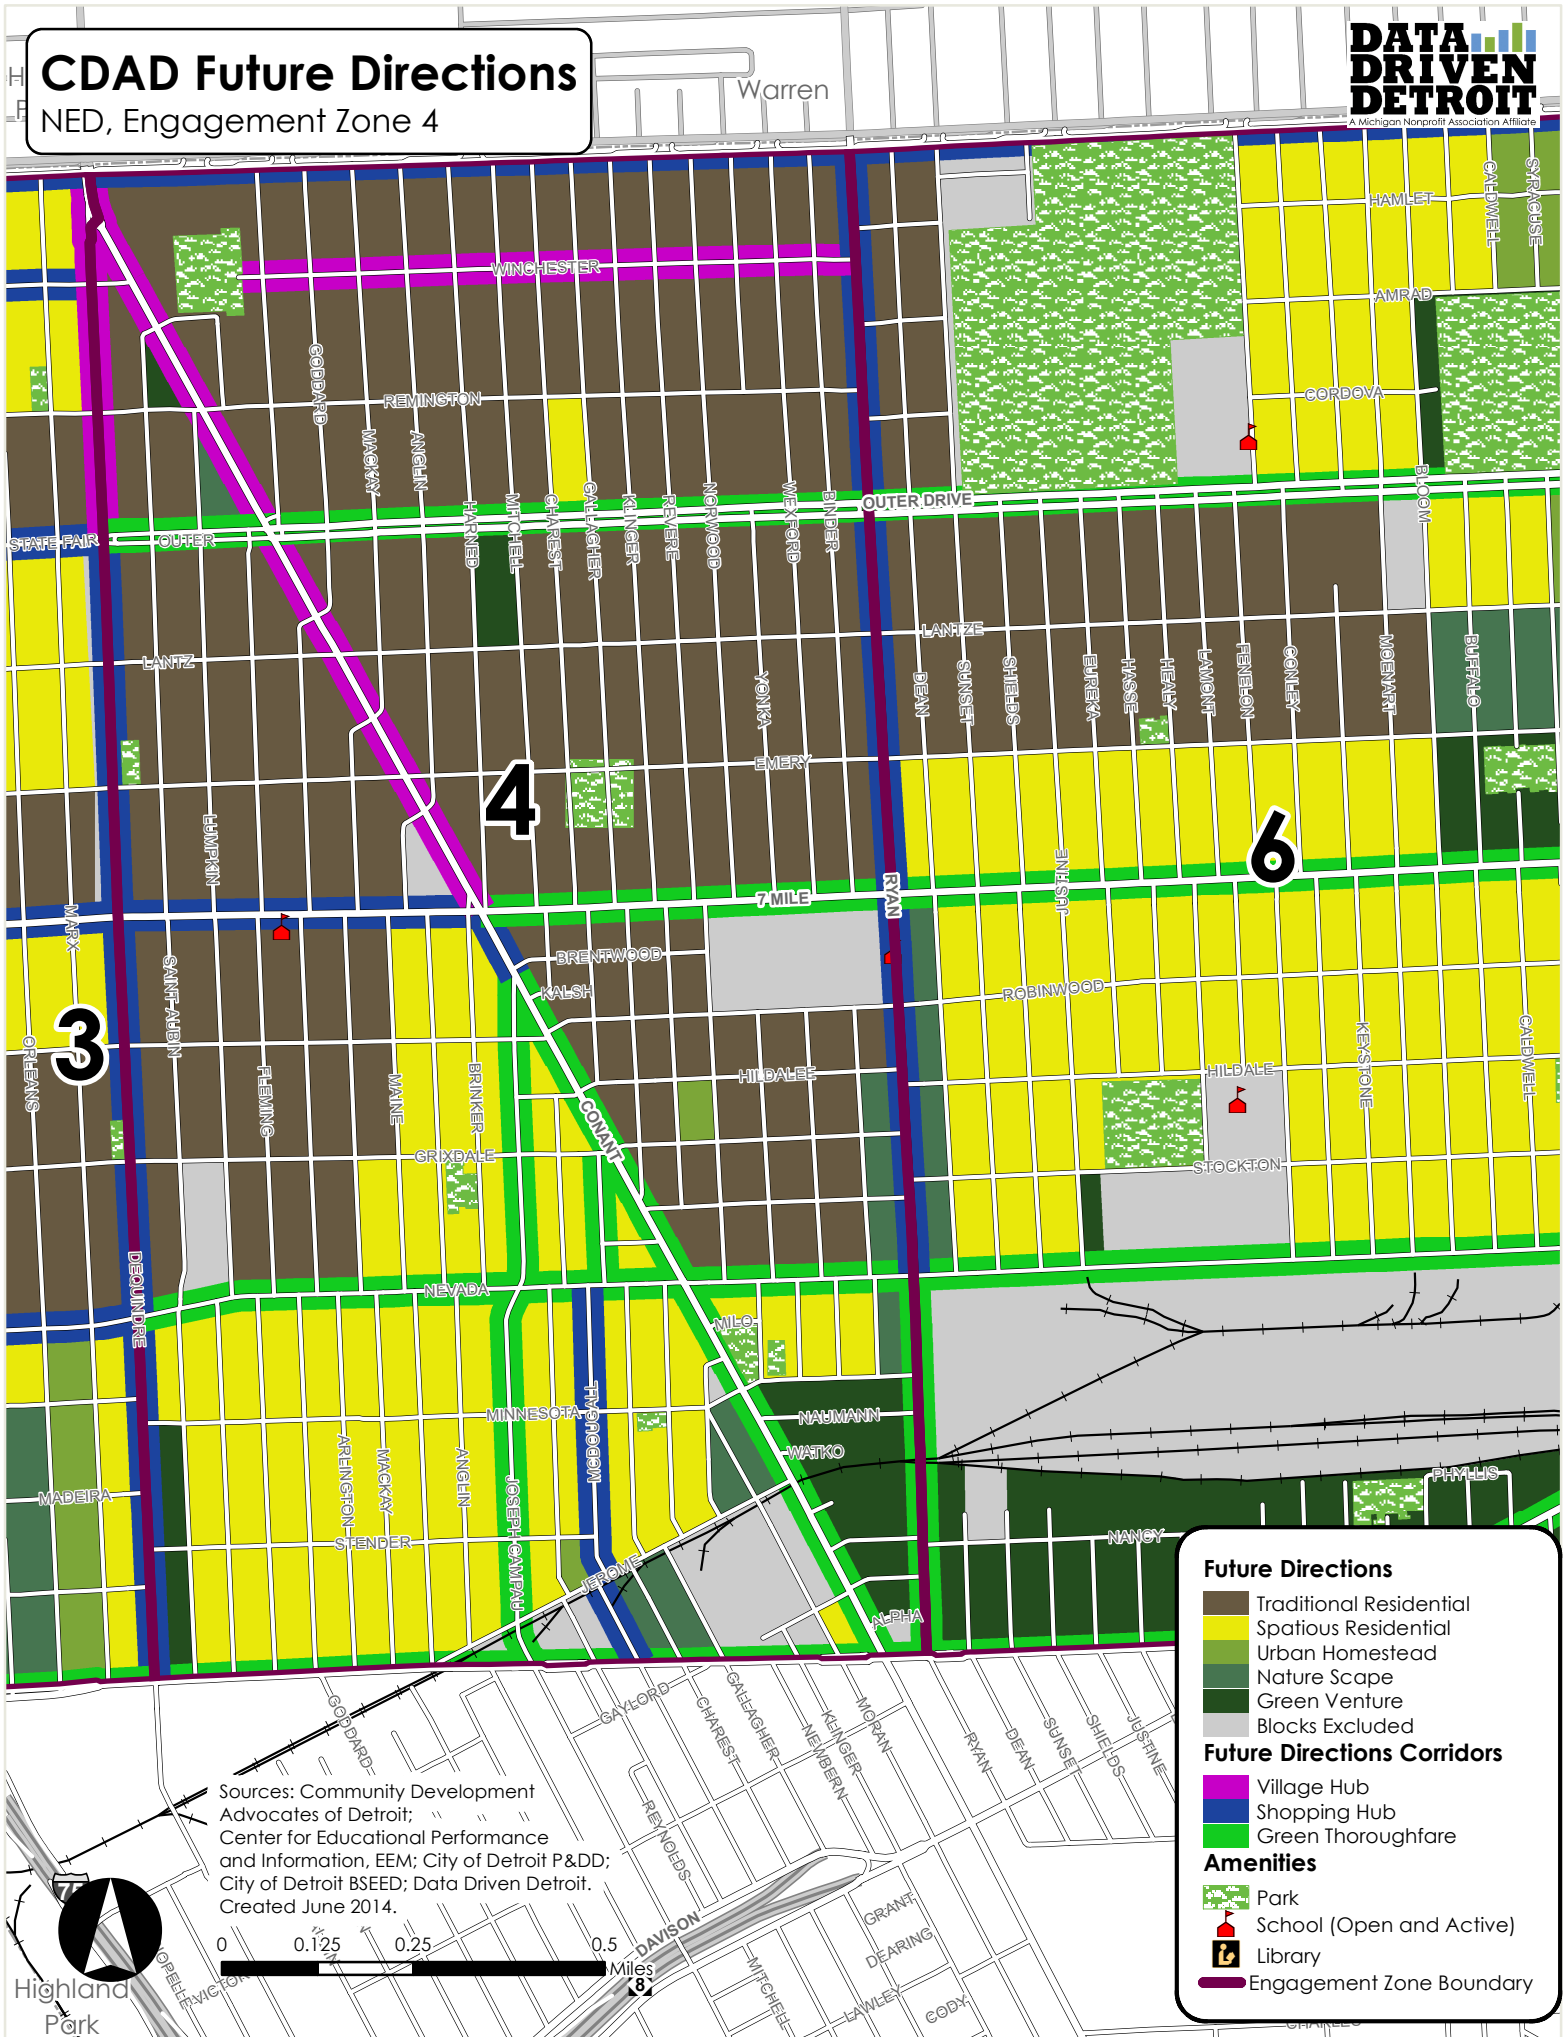 CDAD Future Directions
NED, Engagement Zone 4
Warren
DATA
DRIVEN
DETROIT
A Michigan Nonprofit Association Affiliate
HAMLET
CALDWELL
SYRACUSE
WINCHESTER
AMRAD
GODDARD
REMINGTON
CORDOVA
MACKAY
ANGLIN
HARNED
MITCHELL
CHAREST
GALLAGHER
KLINGER
REVERE
NORWOOD
WEXFORD
BINDER
OUTER DRIVE
BLOOM
STATE FAIR
OUTER
LANTZ
LANTZE
YONKA
DEAN
SUNSET
SHIELDS
EUREKA
HASSE
HEALY
LAMONT
FENELON
CONLEY
MOENART
BUFFALO
EMERY
4
6
LUMPKIN
JUSTINE
RYAN
7 MILE
MARX
BRENTWOOD
SAINT AUBIN
KALSH
ROBINWOOD
3
ORLEANS
FLEMING
MAINE
BRINKER
HILDALEE
HILDALE
KEYSTONE
CALDWELL
CONANT
GRIXDALE
STOCKTON
DEQUINDRE
NEVADA
MILO
MINNESOTA
MCDOUGALL
NAUMANN
WATKO
ARLINGTON
MACKAY
ANGLIN
JOSEPH CAMPAU
MADEIRA
STENDER
PHYLLIS
NANCY
JEROME
ALPHA
Future Directions
Traditional Residential
Spatious Residential
Urban Homestead
Nature Scape
Green Venture
Blocks Excluded
Future Directions Corridors
Village Hub
Shopping Hub
Green Thoroughfare
Amenities
Park
School (Open and Active)
Library
Engagement Zone Boundary
GODDARD
GAYLORD
CHAREST
GALLAGHER
NEWBERN
KLINGER
MORAN
RYAN
DEAN
SUNSET
SHIELDS
JUSTINE
REYNOLDS
Sources: Community Development
Advocates of Detroit;
Center for Educational Performance
and Information, EEM; City of Detroit P&DD;
City of Detroit BSEED; Data Driven Detroit.
Created June 2014.
0 0.125 0.25 0.5
Miles
8
DAVISON
GRANT
DEARING
MITCHELL
LAWLEY
CODY
Highland
Park